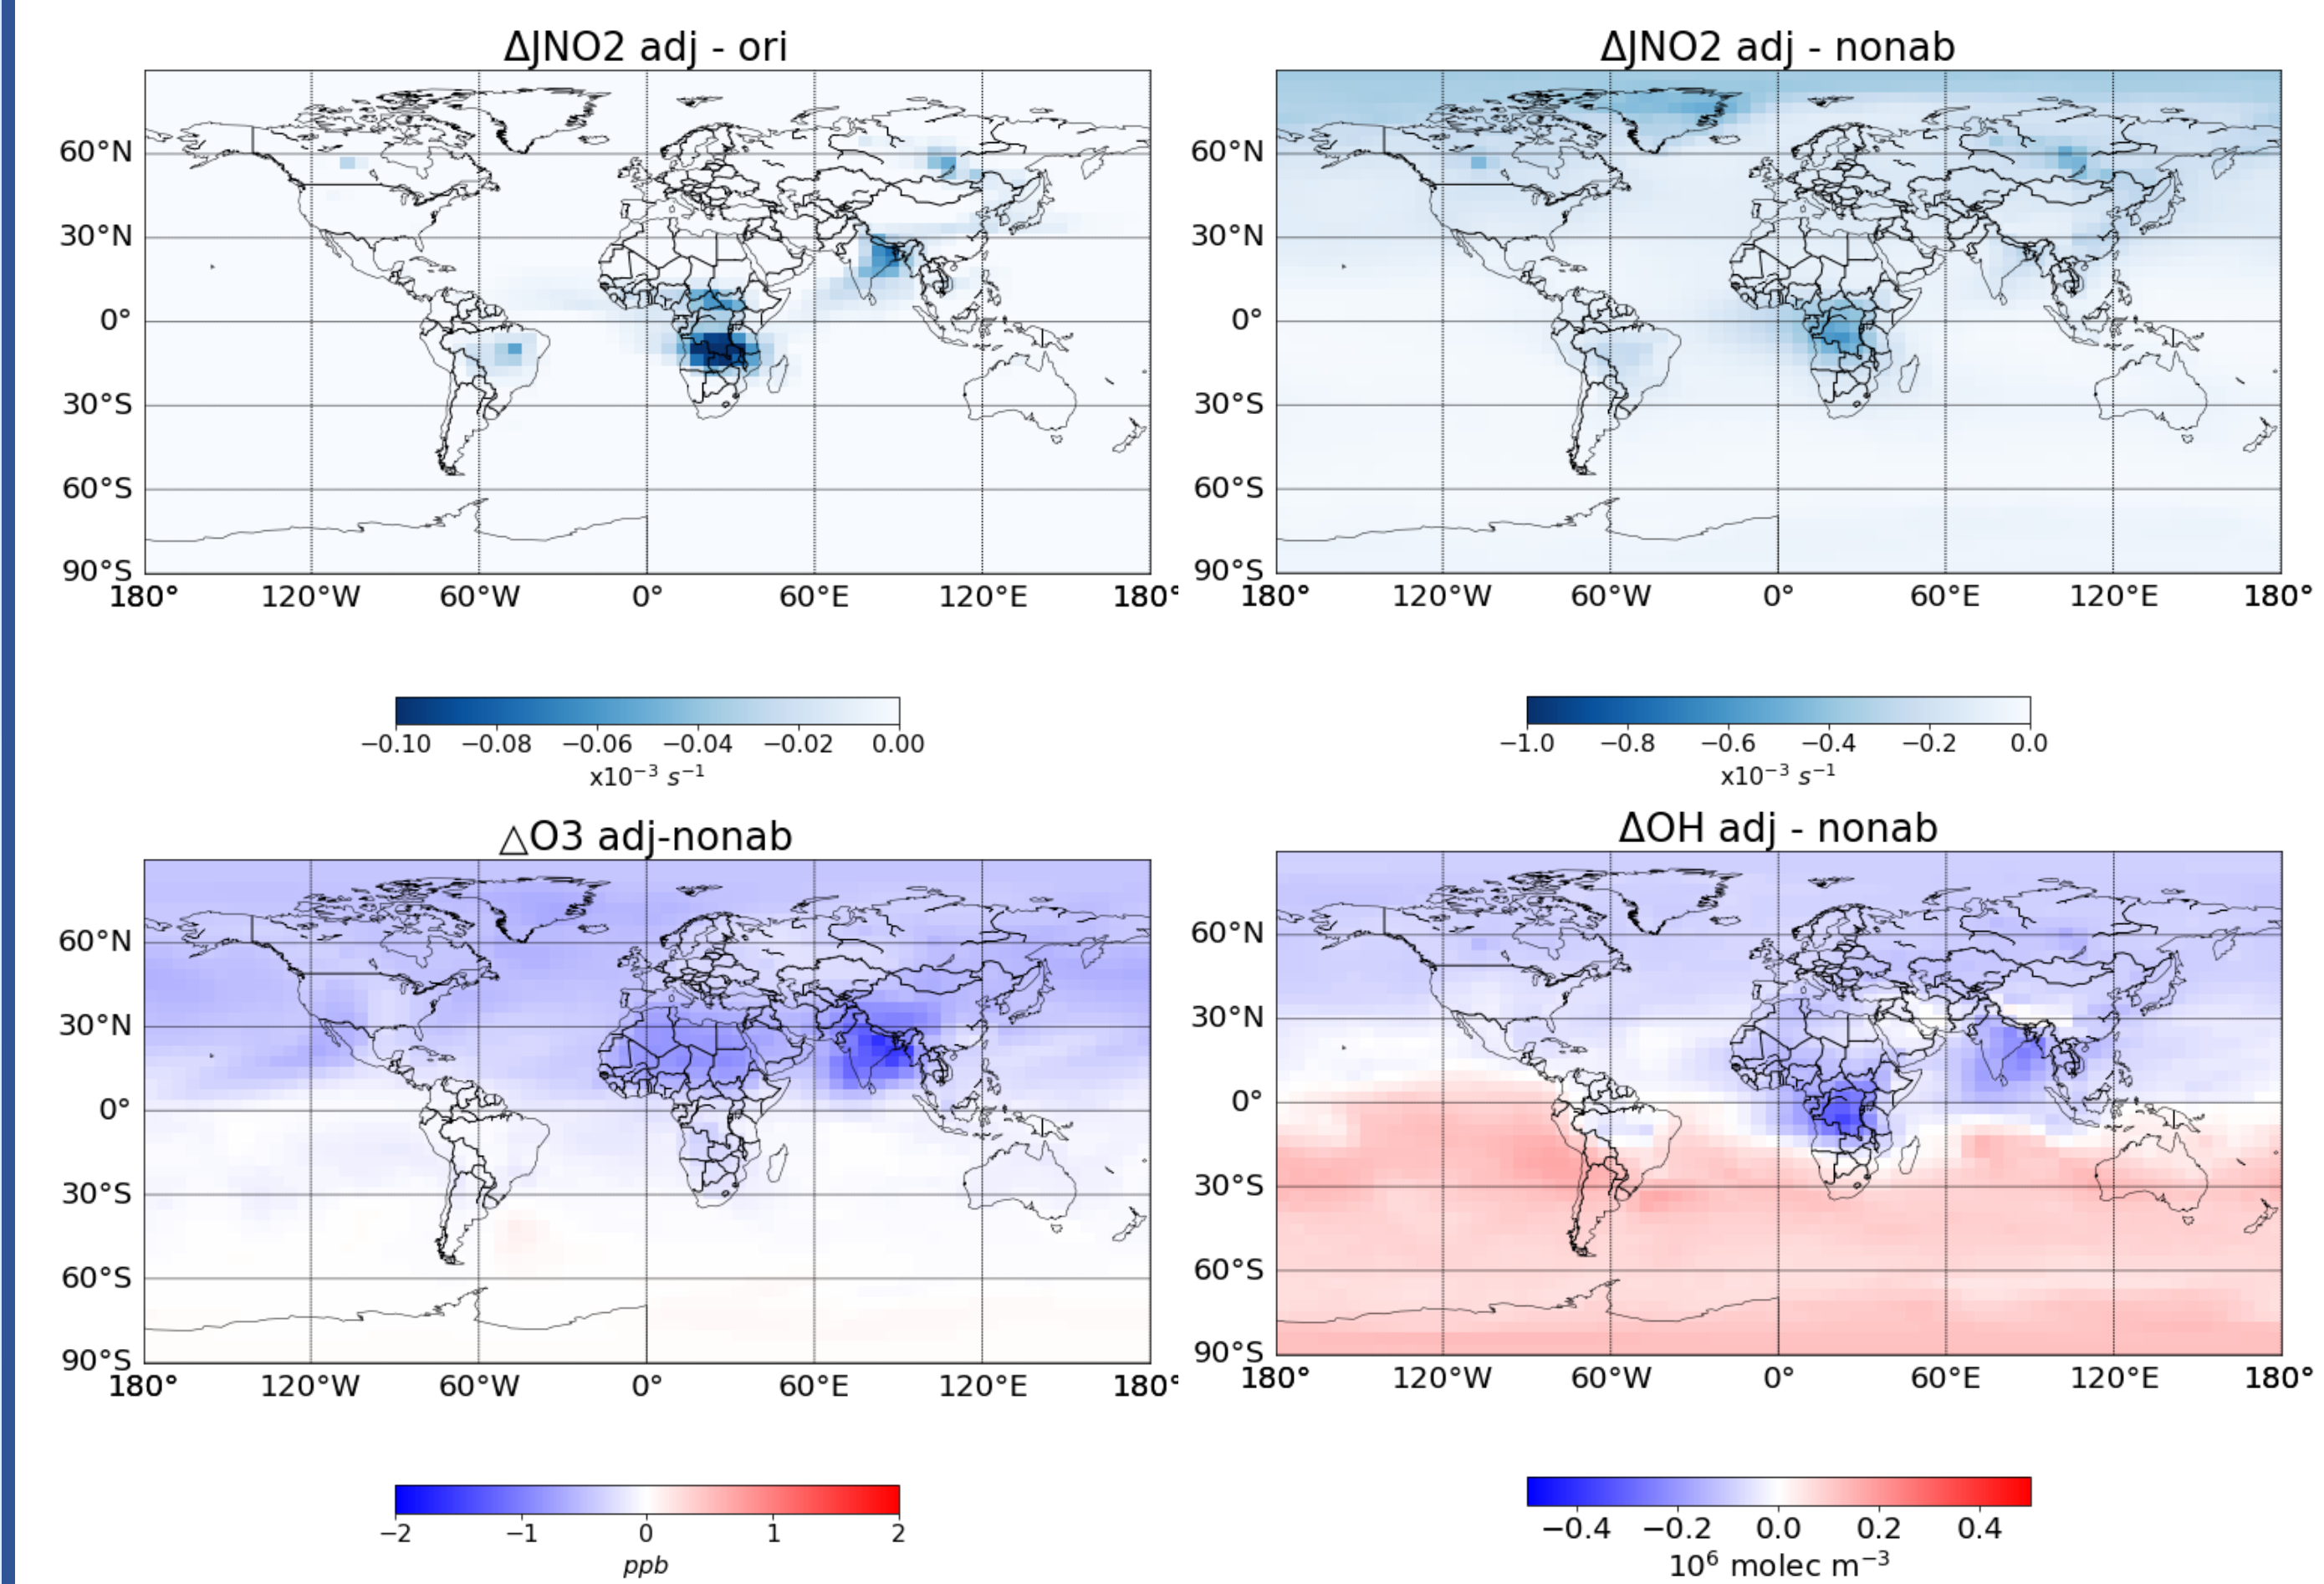 ΔJNO2 adj - ori
60°N
30°N
0°
30°S
60°S
90°S
180° 120°W 60°W 0° 60°E 120°E 180°
−0.10 −0.08 −0.06 −0.04 −0.02 0.00
x10⁻³ s⁻¹
ΔJNO2 adj - nonab
60°N
30°N
0°
30°S
60°S
90°S
180° 120°W 60°W 0° 60°E 120°E 180°
−1.0 −0.8 −0.6 −0.4 −0.2 0.0
x10⁻³ s⁻¹
△O3 adj-nonab
60°N
30°N
0°
30°S
60°S
90°S
180° 120°W 60°W 0° 60°E 120°E 180°
−2 −1 0 1 2
ppb
ΔOH adj - nonab
60°N
30°N
0°
30°S
60°S
90°S
180° 120°W 60°W 0° 60°E 120°E 180°
−0.4 −0.2 0.0 0.2 0.4
10⁶ molec m⁻³